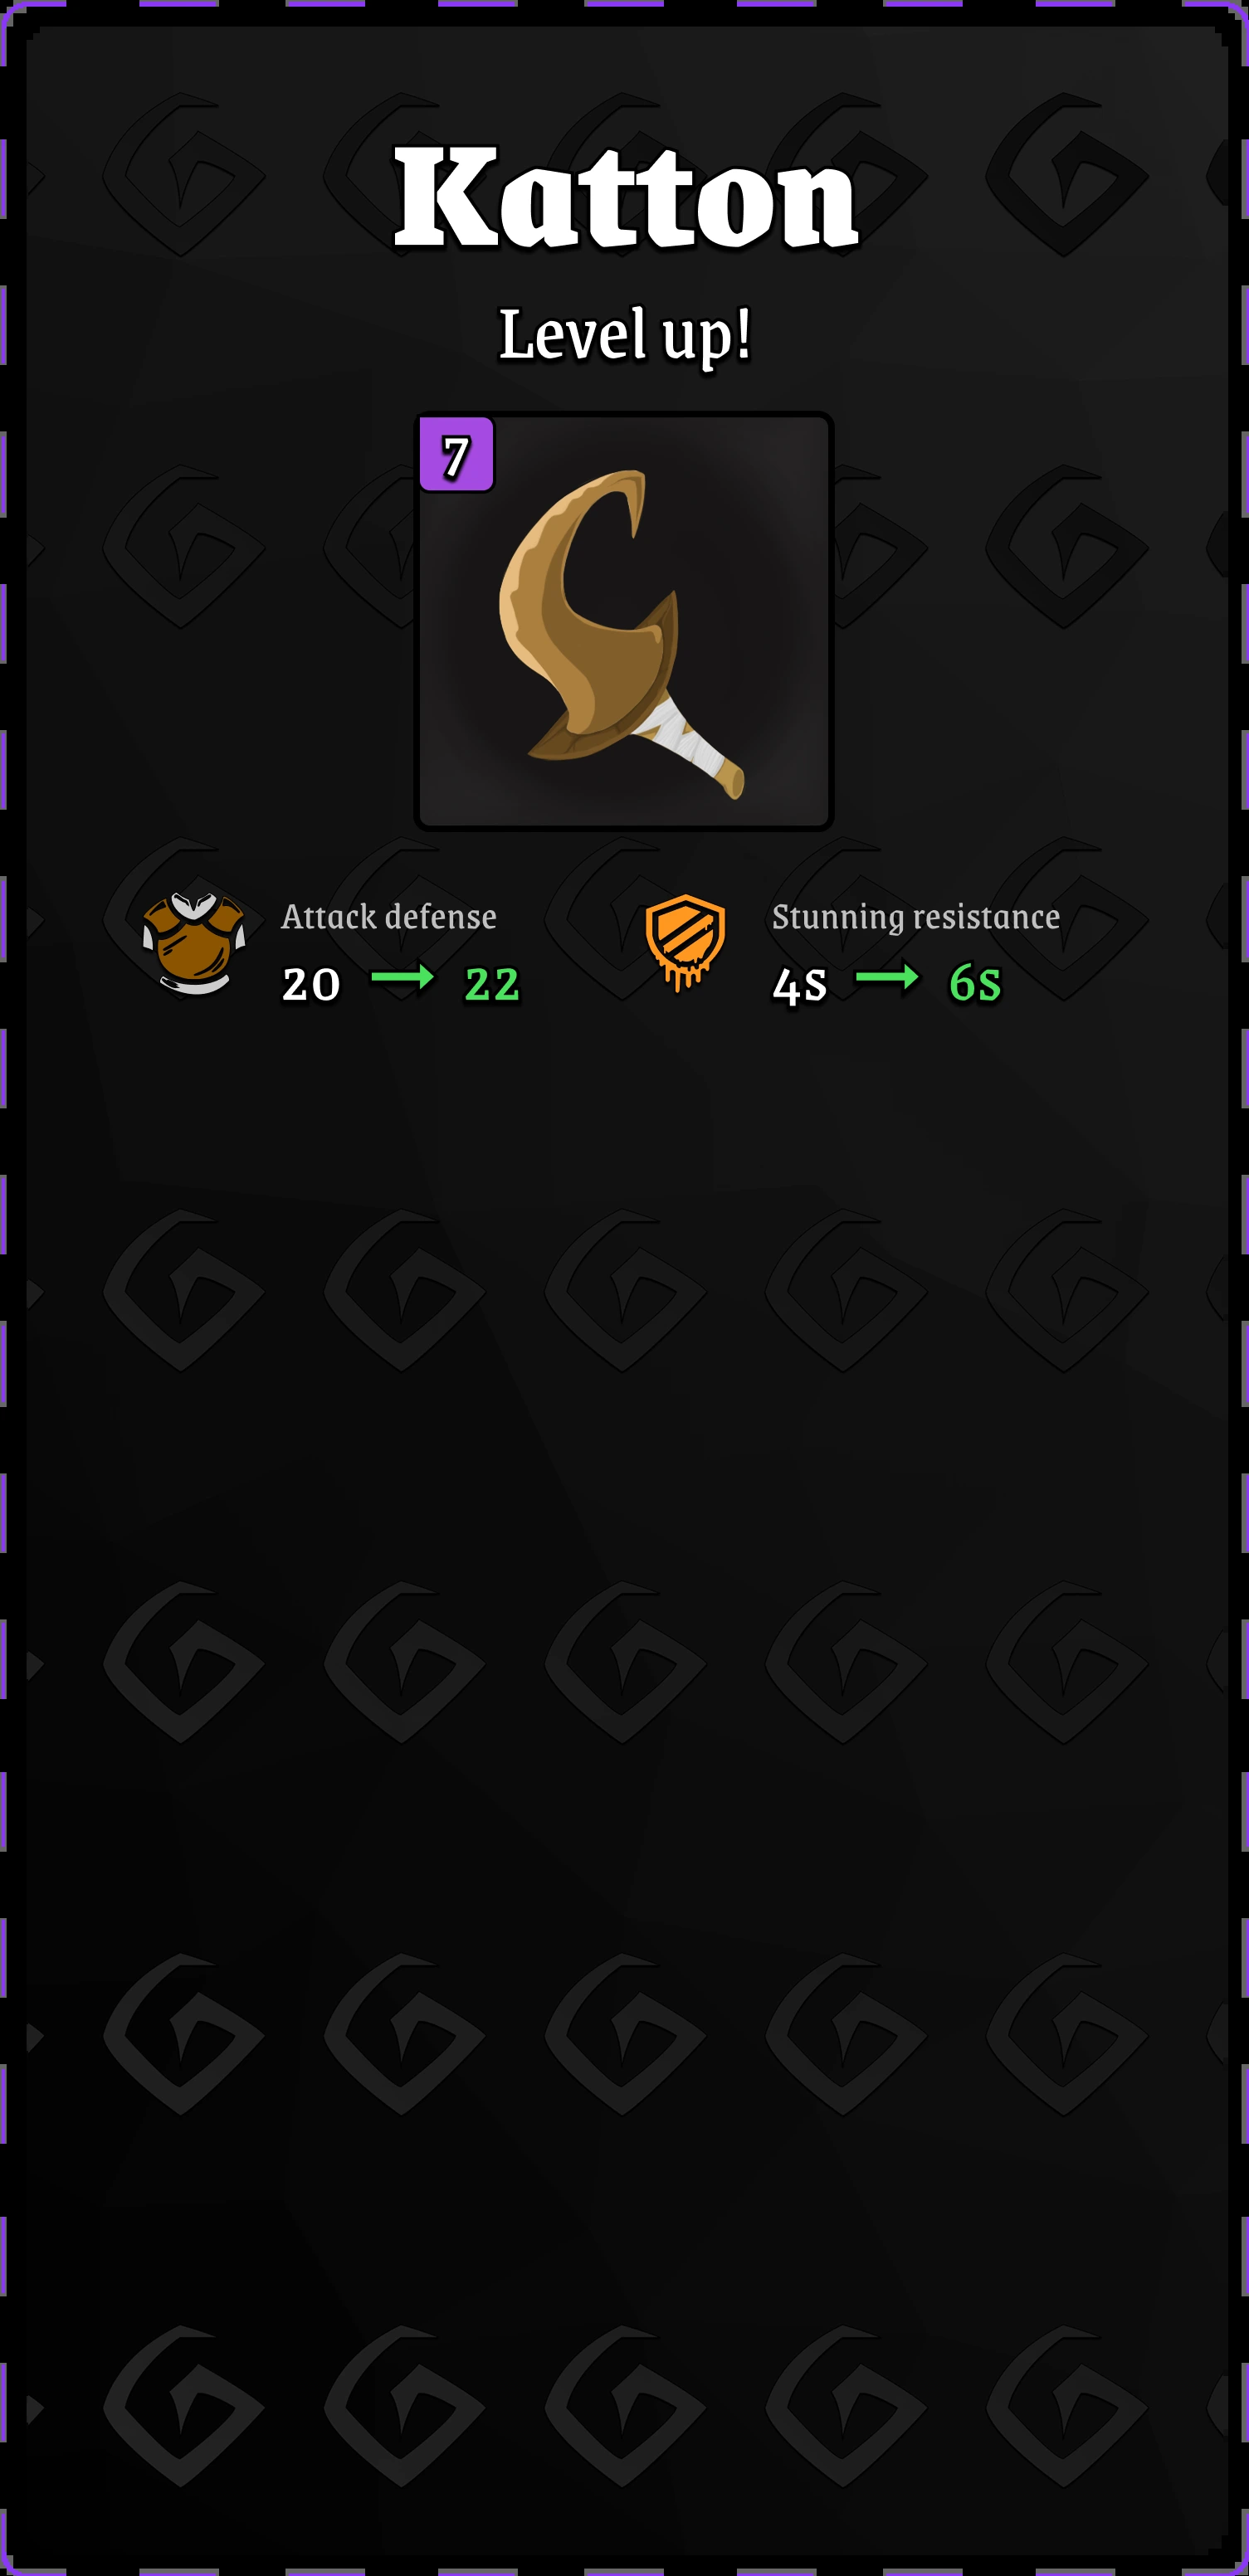 Katton
Level up!
7
Attack defense
20 → 22
Stunning resistance
4s → 6s